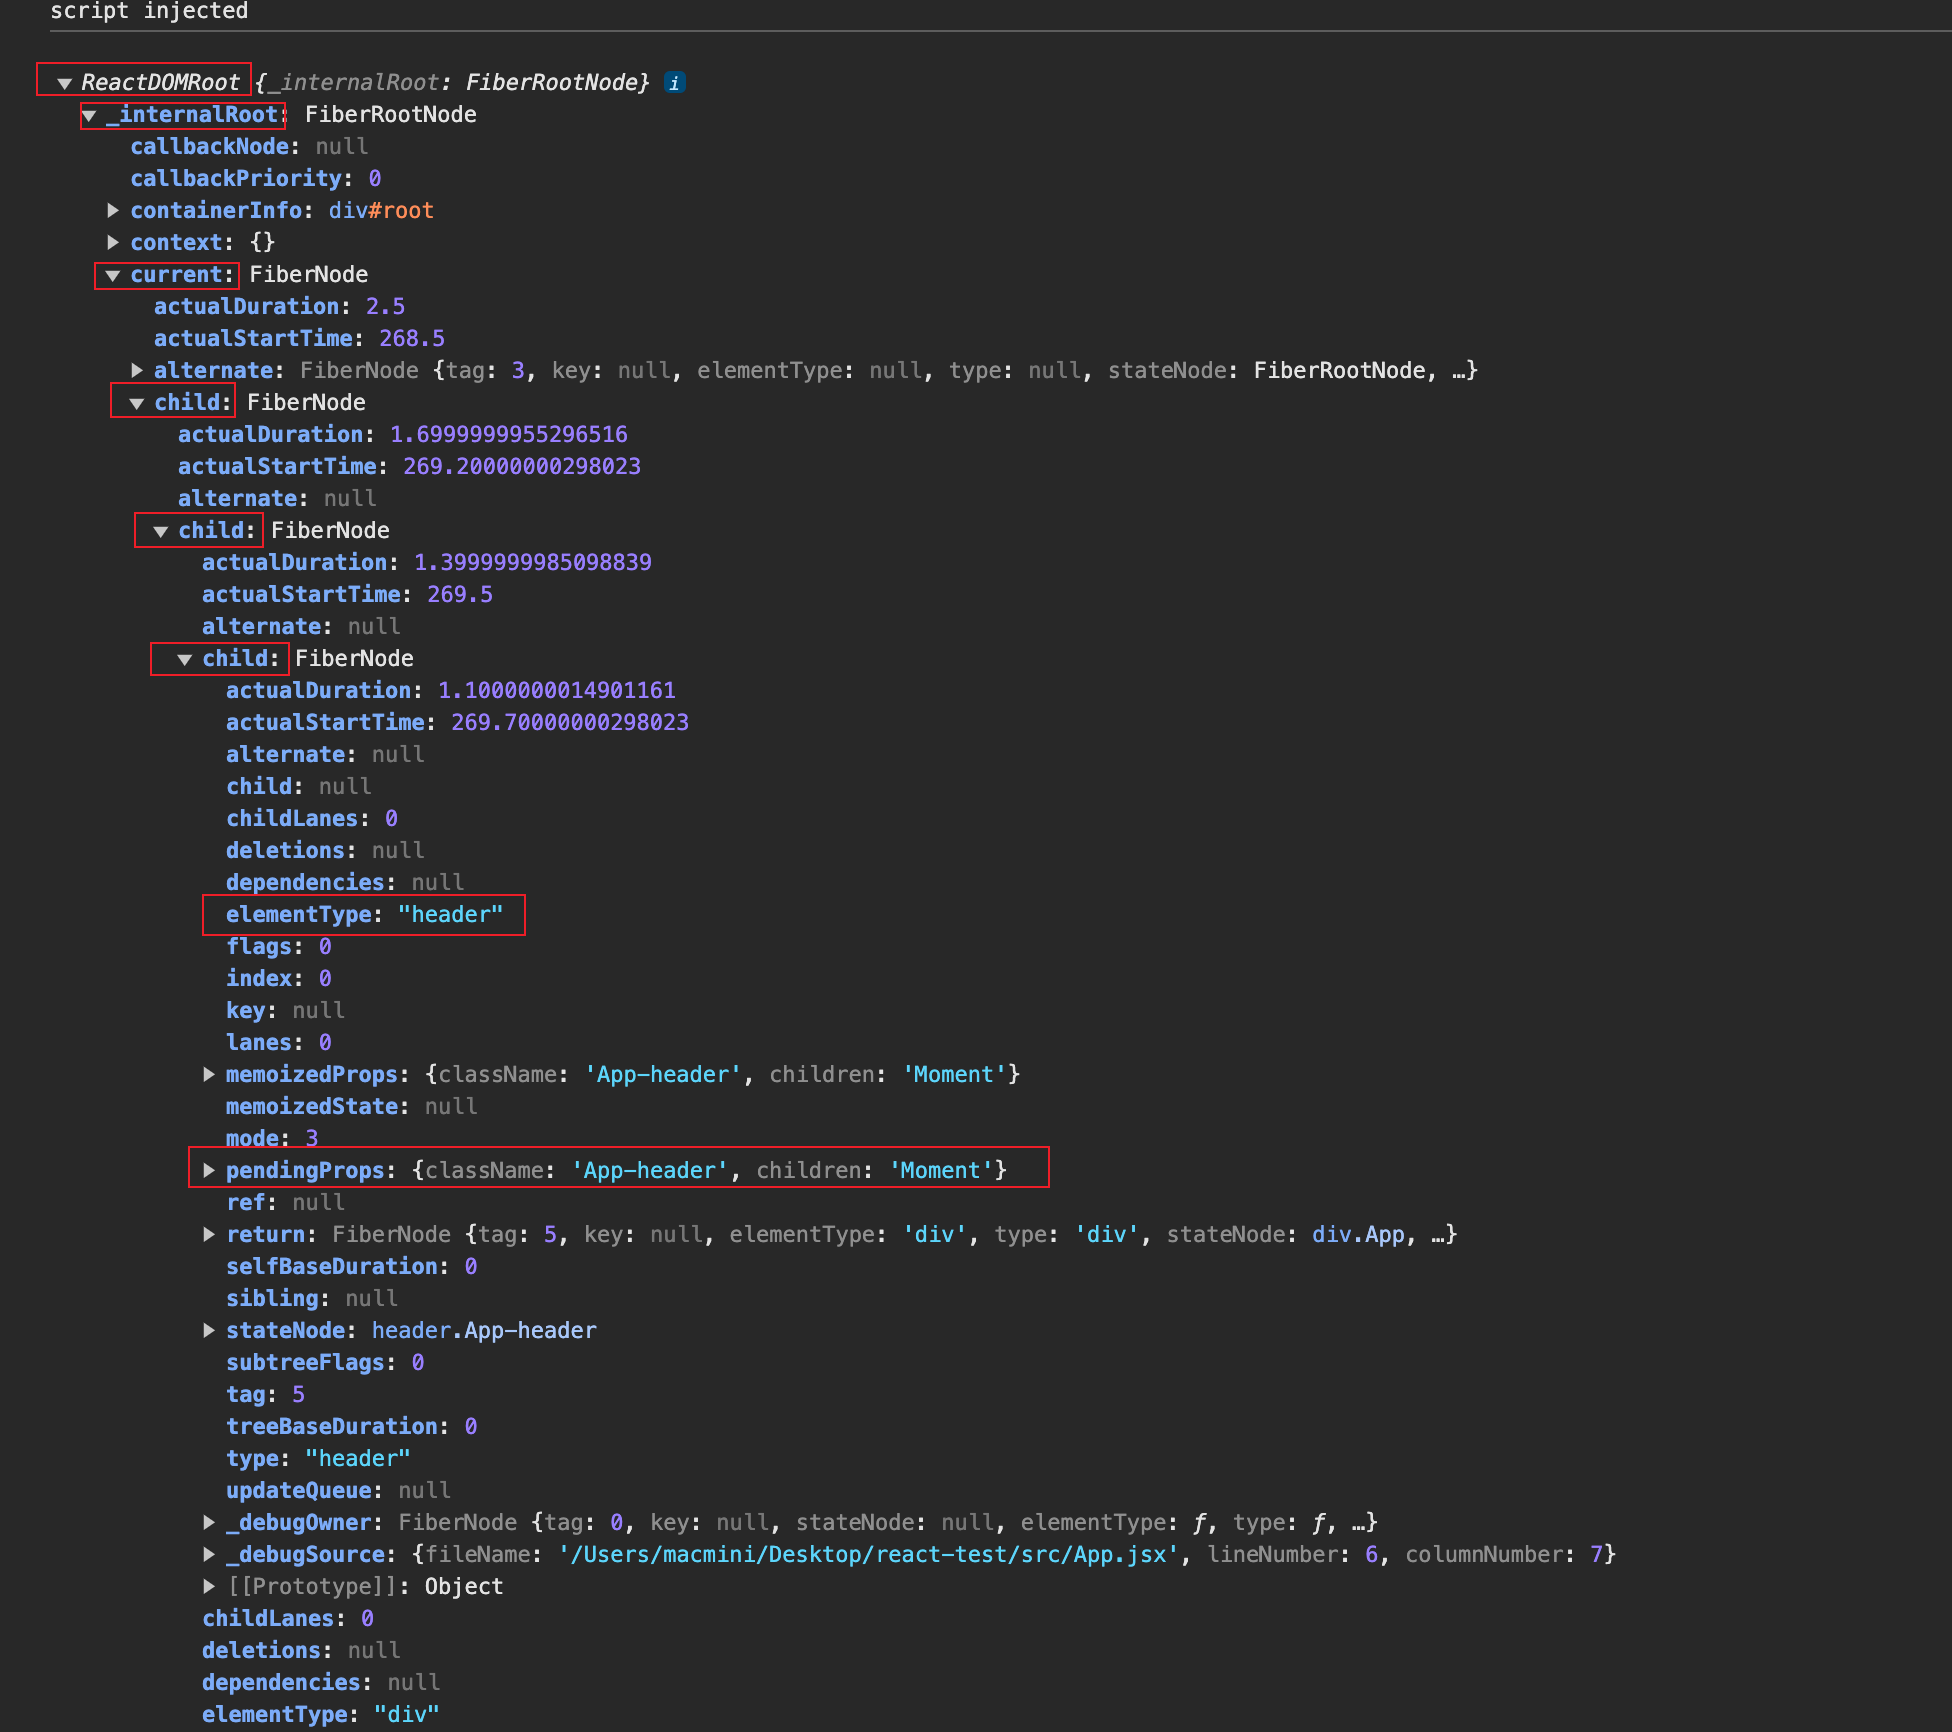 script injected
ReactDOMRoot {_internalRoot: FiberRootNode} i
_internalRoot: FiberRootNode
callbackNode: null
callbackPriority: 0
containerInfo: div#root
context: {}
current: FiberNode
actualDuration: 2.5
actualStartTime: 268.5
alternate: FiberNode {tag: 3, key: null, elementType: null, type: null, stateNode: FiberRootNode, …}
child: FiberNode
actualDuration: 1.6999999955296516
actualStartTime: 269.20000000298023
alternate: null
child: FiberNode
actualDuration: 1.3999999985098839
actualStartTime: 269.5
alternate: null
child: FiberNode
actualDuration: 1.1000000014901161
actualStartTime: 269.70000000298023
alternate: null
child: null
childLanes: 0
deletions: null
dependencies: null
elementType: "header"
flags: 0
index: 0
key: null
lanes: 0
memoizedProps: {className: 'App-header', children: 'Moment'}
memoizedState: null
mode: 3
pendingProps: {className: 'App-header', children: 'Moment'}
ref: null
return: FiberNode {tag: 5, key: null, elementType: 'div', type: 'div', stateNode: div.App, …}
selfBaseDuration: 0
sibling: null
stateNode: header.App-header
subtreeFlags: 0
tag: 5
treeBaseDuration: 0
type: "header"
updateQueue: null
_debugOwner: FiberNode {tag: 0, key: null, stateNode: null, elementType: ƒ, type: ƒ, …}
_debugSource: {fileName: '/Users/macmini/Desktop/react-test/src/App.jsx', lineNumber: 6, columnNumber: 7}
[[Prototype]]: Object
childLanes: 0
deletions: null
dependencies: null
elementType: "div"